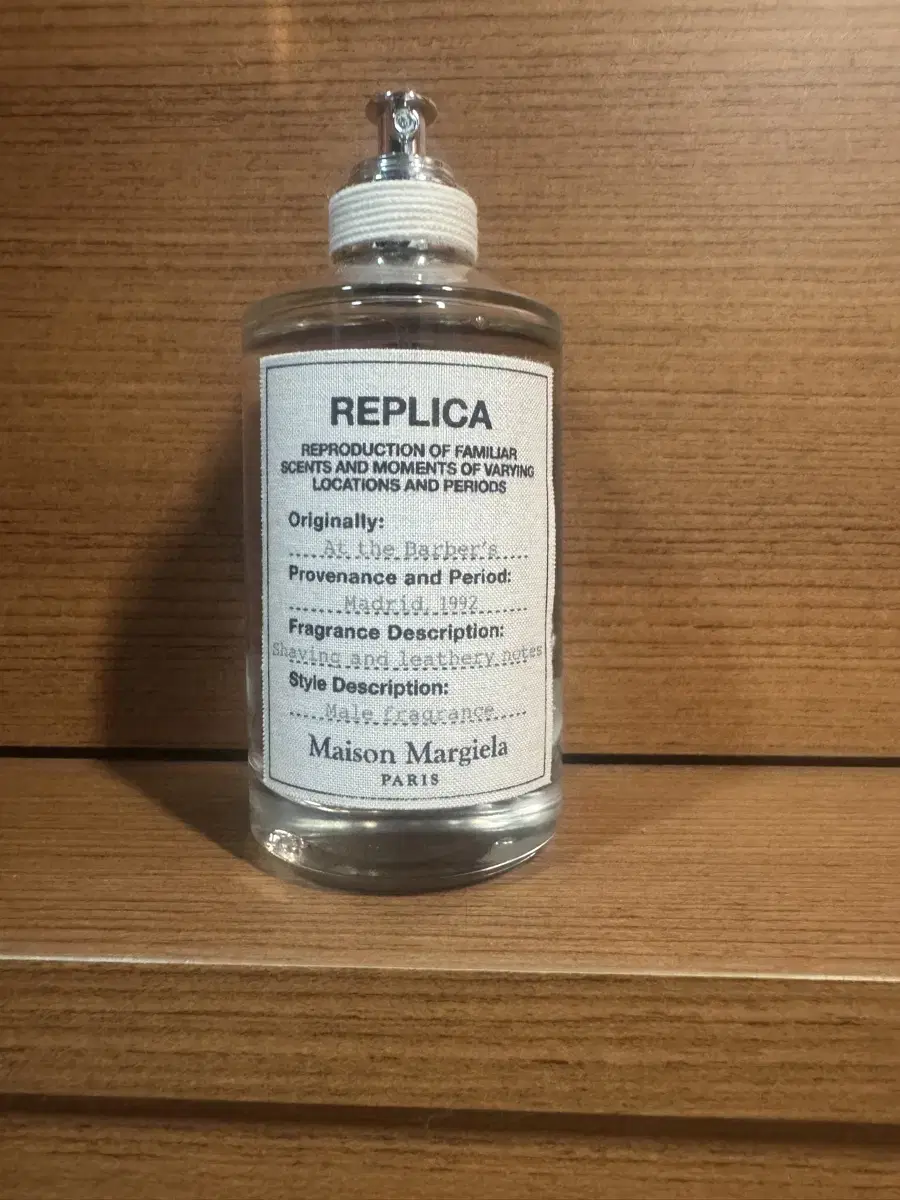 REPLICA
REPRODUCTION OF FAMILIAR
SCENTS AND MOMENTS OF VARYING
LOCATIONS AND PERIODS
Originally:
At the Barber's
Provenance and Period:
Madrid, 1992
Fragrance Description:
Shaving and leathery notes
Style Description:
Male fragrance
Maison Margiela
PARIS